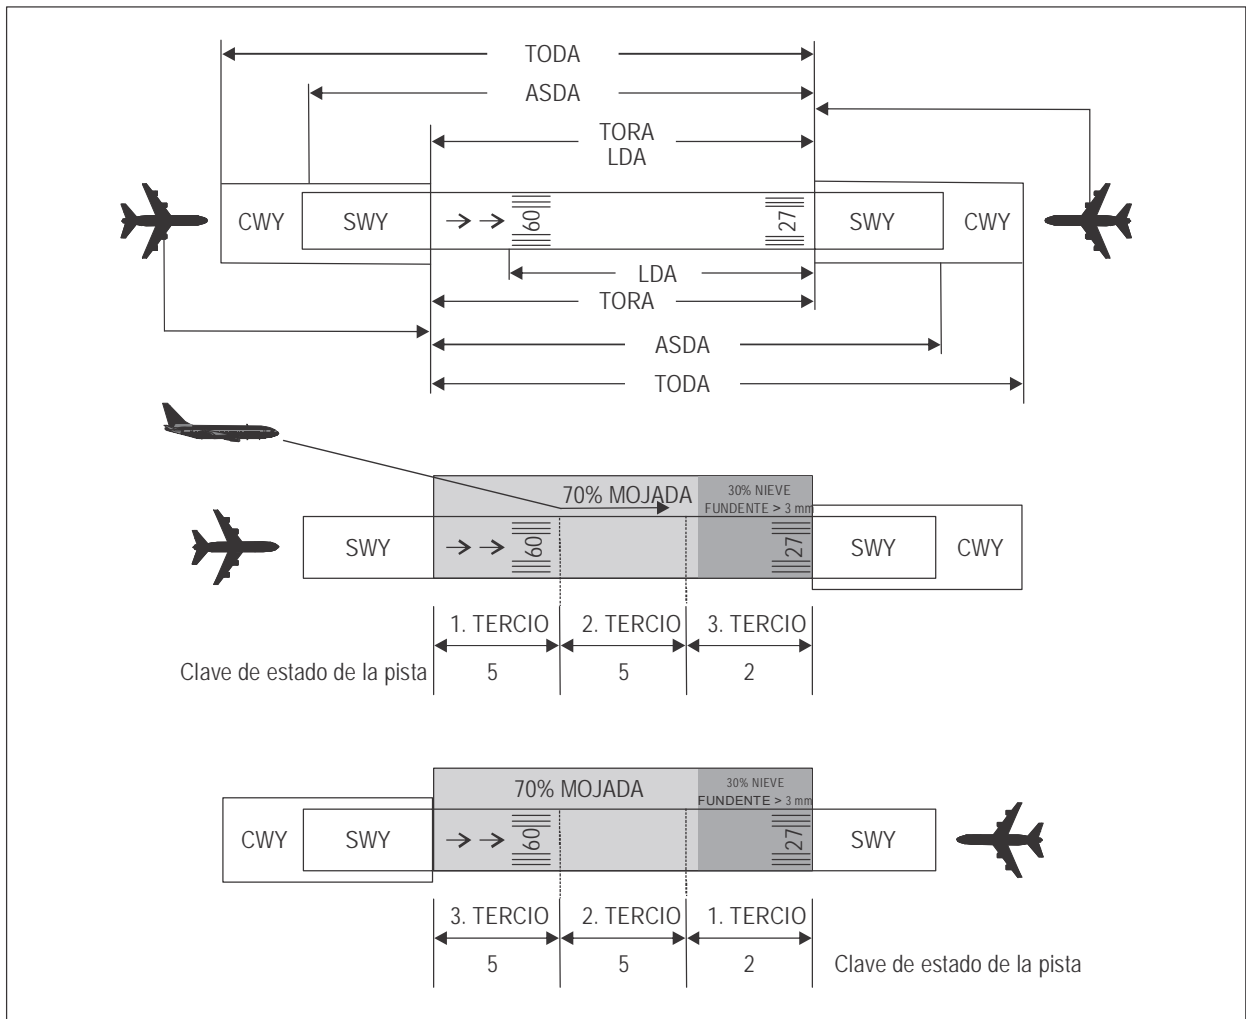 TODA
ASDA
TORA
LDA
CWY
SWY
09
27
SWY
CWY
LDA
TORA
ASDA
TODA
70% MOJADA
30% NIEVE
FUNDENTE > 3 mm
SWY
09
27
SWY
CWY
1. TERCIO
2. TERCIO
3. TERCIO
Clave de estado de la pista
5
5
2
70% MOJADA
30% NIEVE
FUNDENTE > 3 mm
CWY
SWY
09
27
SWY
3. TERCIO
2. TERCIO
1. TERCIO
5
5
2
Clave de estado de la pista